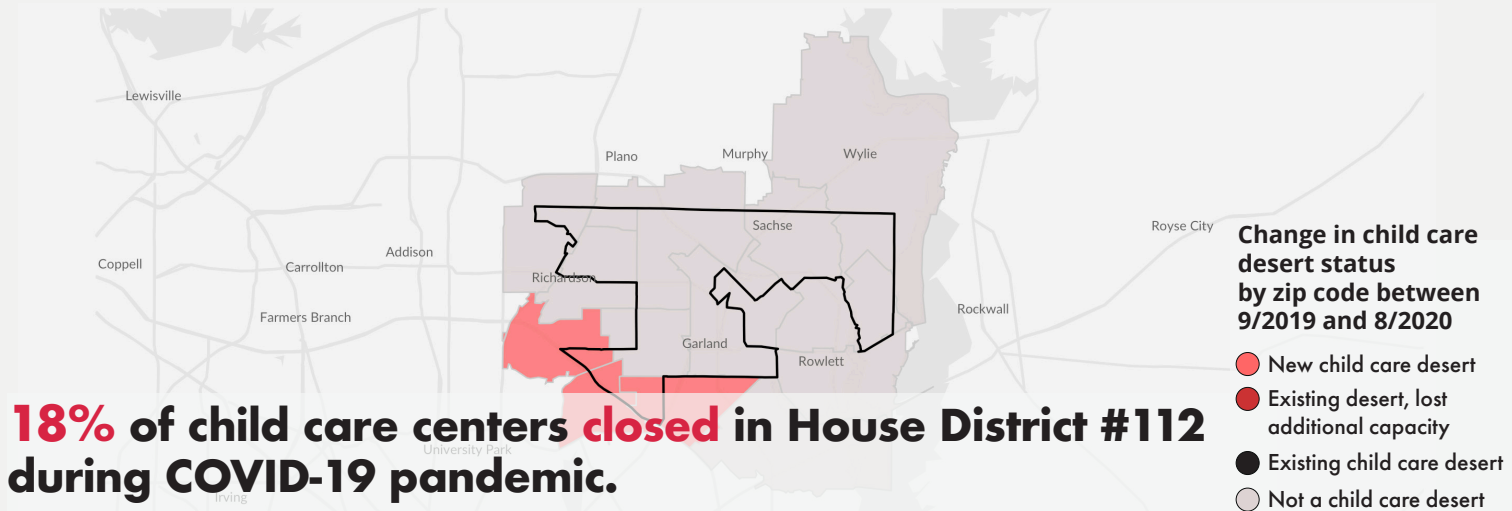 Lewisville
Plano
Murphy
Wylie
Sachse
Royse City
Addison
Coppell
Carrollton
Richardson
Farmers Branch
Rockwall
Garland
Rowlett
University Park
Irving
Change in child care
desert status
by zip code between
9/2019 and 8/2020
New child care desert
Existing desert, lost
additional capacity
Existing child care desert
Not a child care desert
18% of child care centers closed in House District #112
during COVID-19 pandemic.